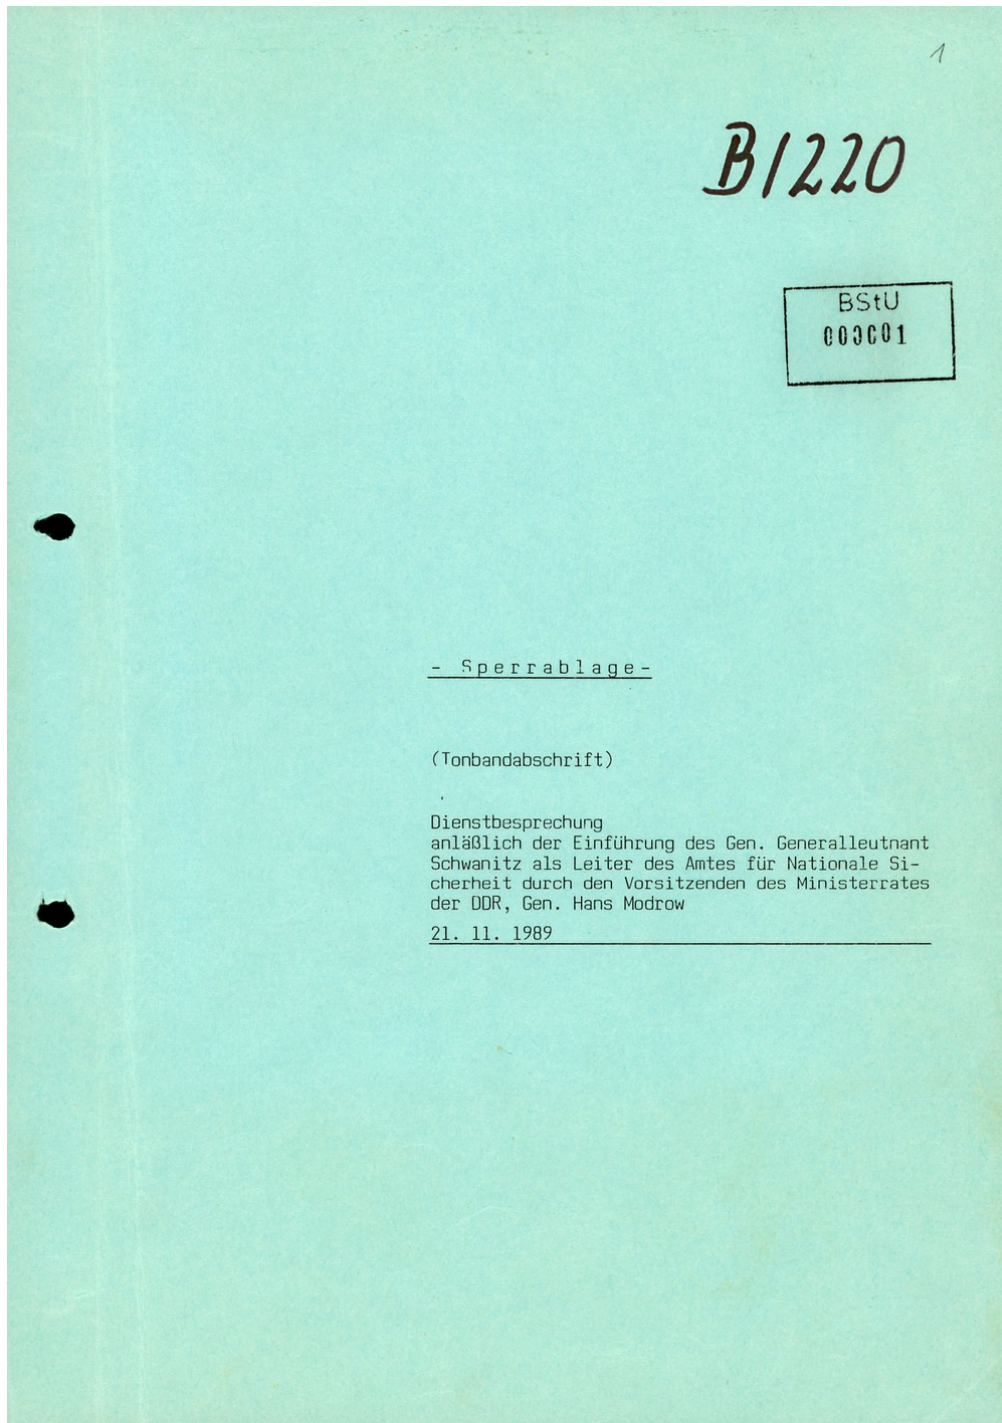 1
B/220
BStU
000001
- Sperrablage-
(Tonbandabschrift)
Dienstbesprechung
anläßlich der Einführung des Gen. Generalleutnant
Schwanitz als Leiter des Amtes für Nationale Si-
cherheit durch den Vorsitzenden des Ministerrates
der DDR, Gen. Hans Modrow
21. 11. 1989